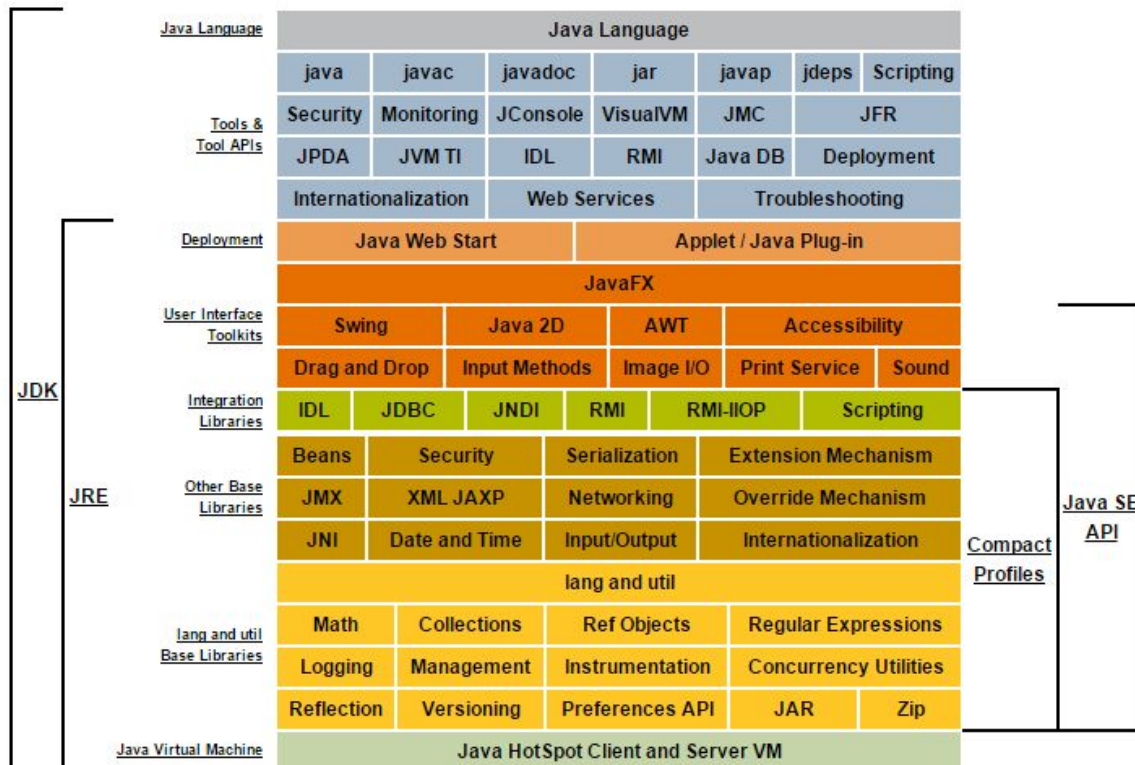 Java Language
Java Language
java javac javadoc jar javap jdeps Scripting
Security Monitoring JConsole VisualVM JMC JFR
Tools &
Tool APIs
JPDA JVM TI IDL RMI Java DB Deployment
Internationalization Web Services Troubleshooting
Deployment
Java Web Start Applet / Java Plug-in
JavaFX
User Interface
Toolkits
Swing Java 2D AWT Accessibility
Drag and Drop Input Methods Image I/O Print Service Sound
JDK
Integration
Libraries
IDL JDBC JNDI RMI RMI-IIOP Scripting
Beans Security Serialization Extension Mechanism
JRE
Other Base
Libraries
JMX XML JAXP Networking Override Mechanism
JNI Date and Time Input/Output Internationalization
Java SE
API
Compact
Profiles
lang and util
lang and util
Base Libraries
Math Collections Ref Objects Regular Expressions
Logging Management Instrumentation Concurrency Utilities
Reflection Versioning Preferences API JAR Zip
Java Virtual Machine
Java HotSpot Client and Server VM